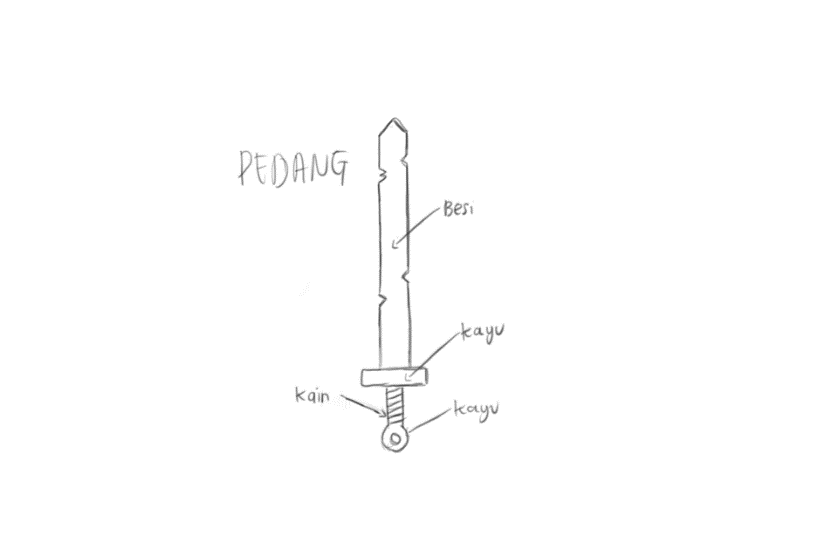 PEDANG
Besi
kayu
kain
kayu